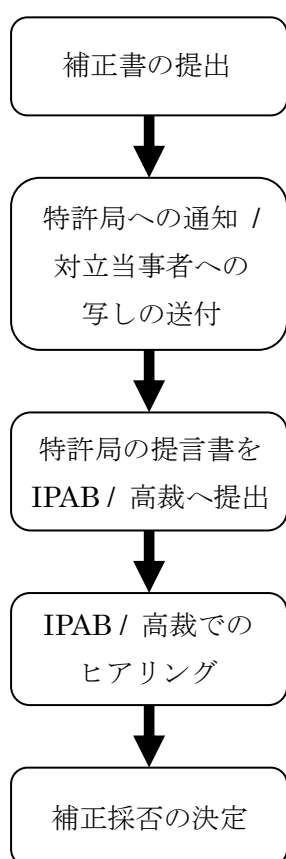 補正書の提出
特許局への通知 /
対立当事者への
写しの送付
特許局の提言書を
IPAB / 高裁へ提出
IPAB / 高裁での
ヒアリング
補正採否の決定